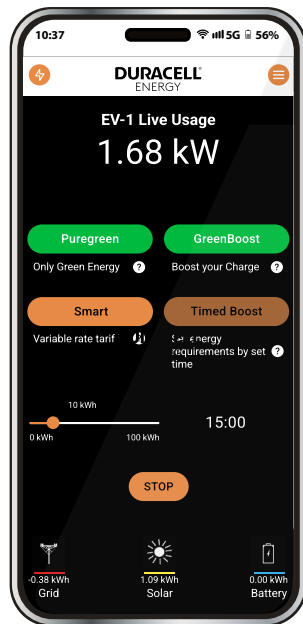 10:37 5G 56%
DURACELL
ENERGY
EV-1 Live Usage
1.68 kW
Puregreen GreenBoost
Only Green Energy ? Boost your Charge ?
Smart Timed Boost
Variable rate tarif
requirements by set ?
time
10 kWh
15:00
0 kWh 100 kWh
STOP
-0.38 kWh 1.09 kWh 0.00 kWh
Grid Solar Battery